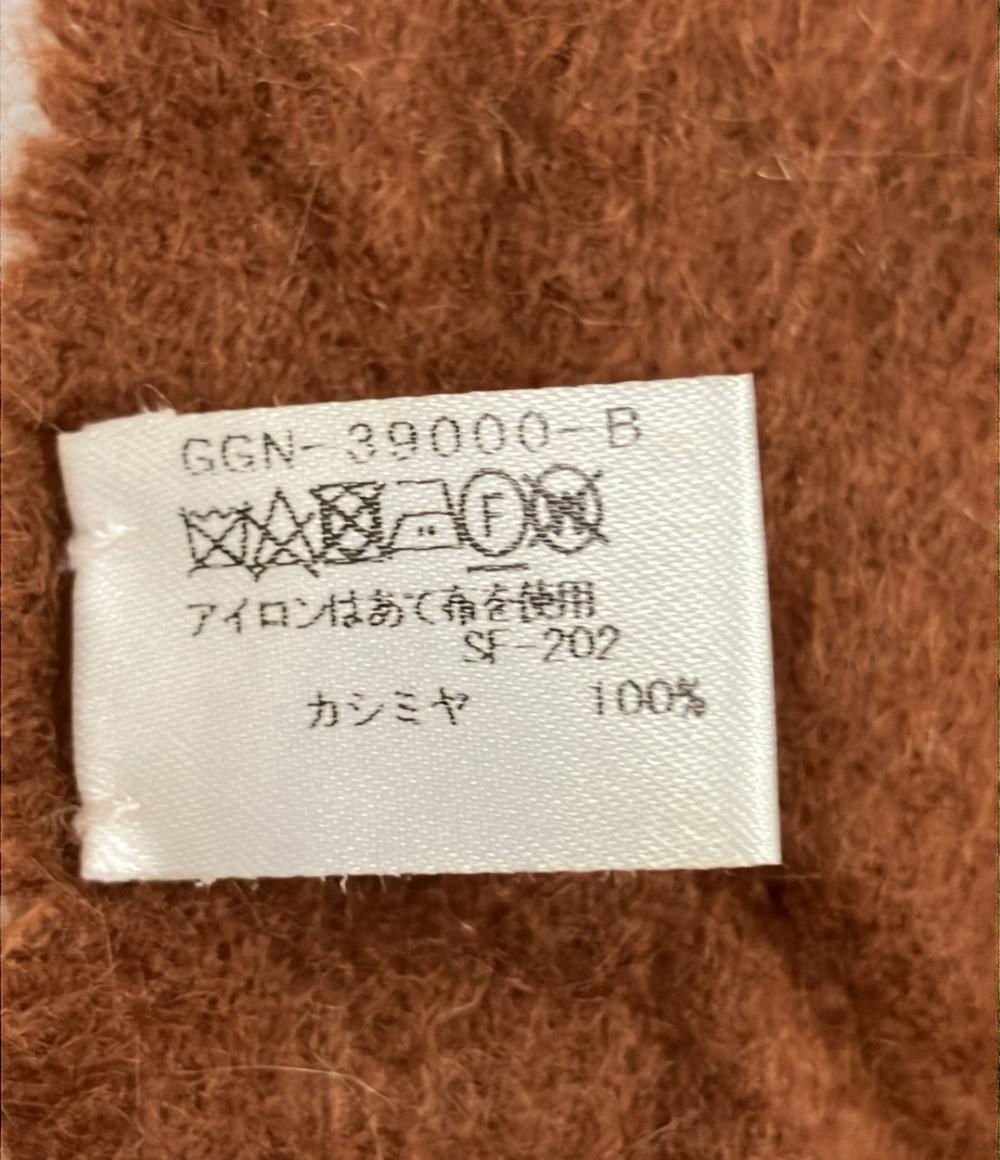 GGN-39000-B
F W
アイロンはあて布を使用
SF-202
カシミヤ 100%